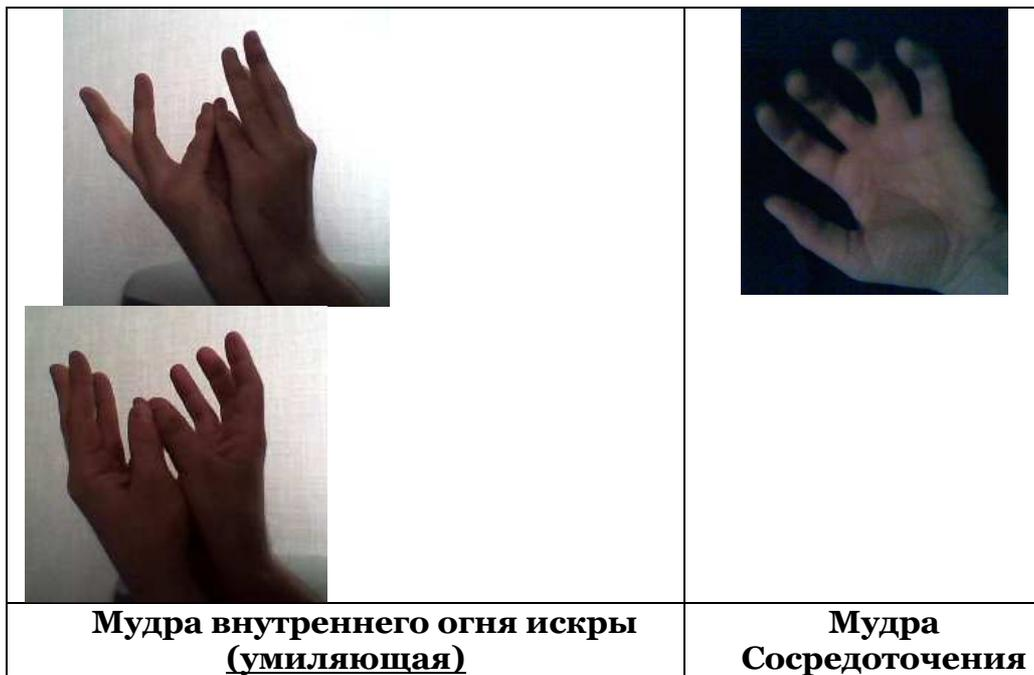 Мудра внутреннего огня искры
(умиляющая)
Мудра
Сосредоточения